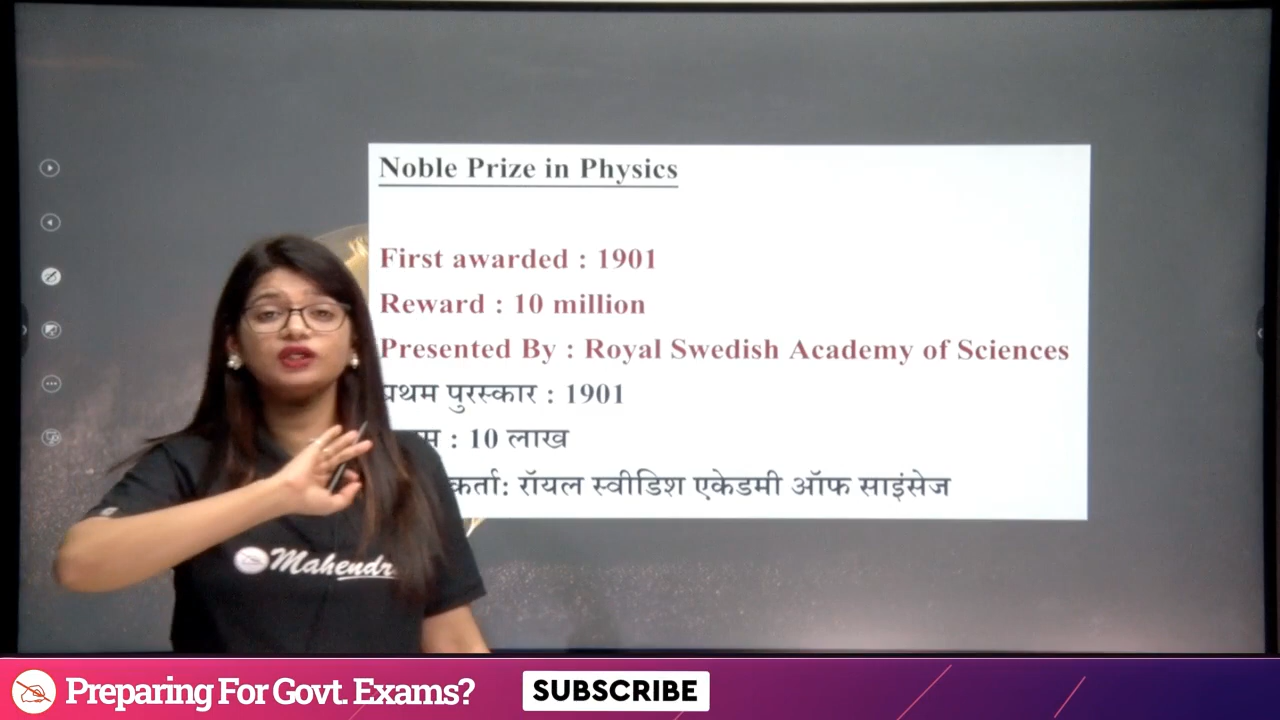 Noble Prize in Physics
First awarded : 1901
Reward : 10 million
Presented By : Royal Swedish Academy of Sciences
प्रथम पुरस्कार : 1901
: 10 लाख
कर्ता: रॉयल स्वीडिश एकेडमी ऑफ साइंसेज
Mahendr
Preparing For Govt. Exams?
SUBSCRIBE